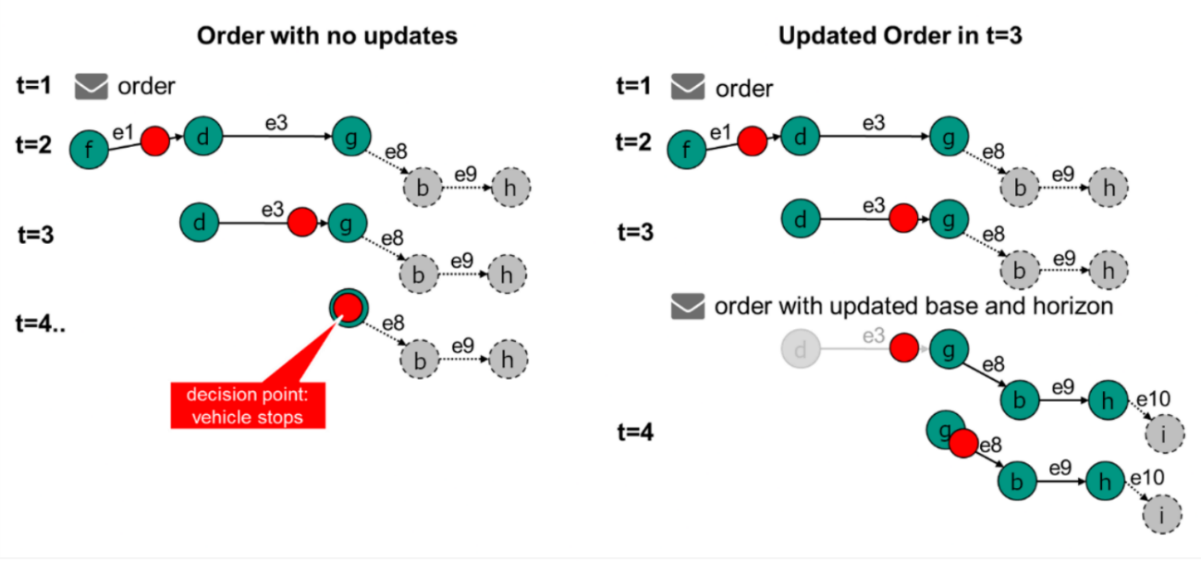 Order with no updates
t=1 order
t=2 f e1 d e3 g e8 b e9 h
t=3 d e3 g e8 b e9 h
t=4.. e8 b e9 h
decision point:
vehicle stops
Updated Order in t=3
t=1 order
t=2 f e1 d e3 g e8 b e9 h
t=3 d e3 g e8 b e9 h
order with updated base and horizon
d e3 g e8 b e9 h e10 i
t=4 g e8 b e9 h e10 i